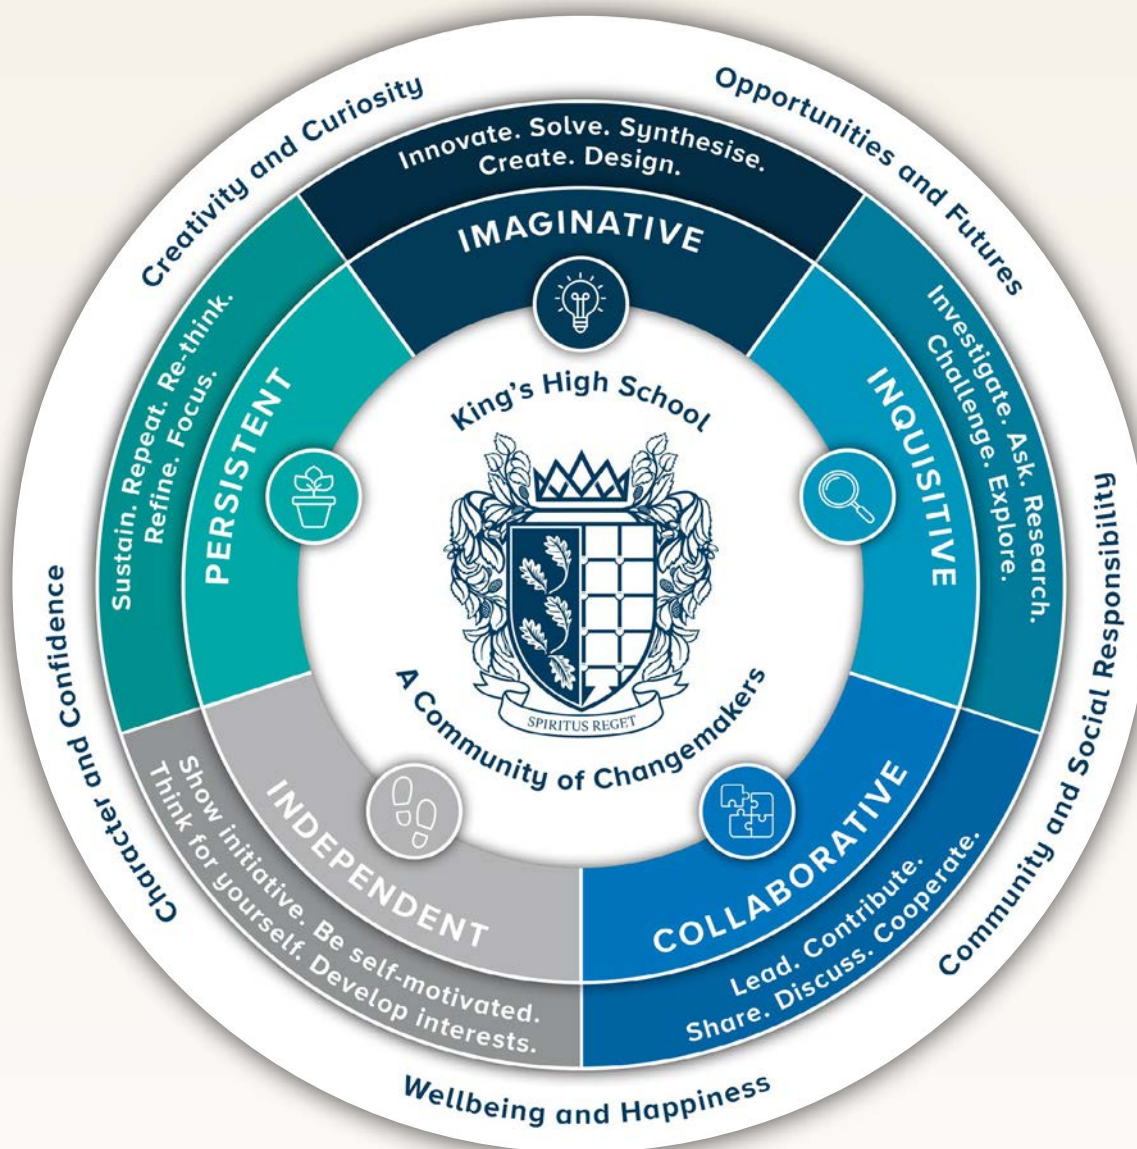 Creativity and Curiosity
Opportunities and Futures
Community and Social Responsibility
Wellbeing and Happiness
Character and Confidence
Innovate. Solve. Synthesise.
Create. Design.
IMAGINATIVE
Investigate. Ask. Research.
Challenge. Explore.
INQUISITIVE
COLLABORATIVE
Lead. Contribute.
Share. Discuss. Cooperate.
INDEPENDENT
Show initiative. Be self-motivated.
Think for yourself. Develop interests.
Sustain. Repeat. Re-think.
Refine. Focus.
PERSISTENT
King's High School
SPIRITUS REGET
A Community of Changemakers